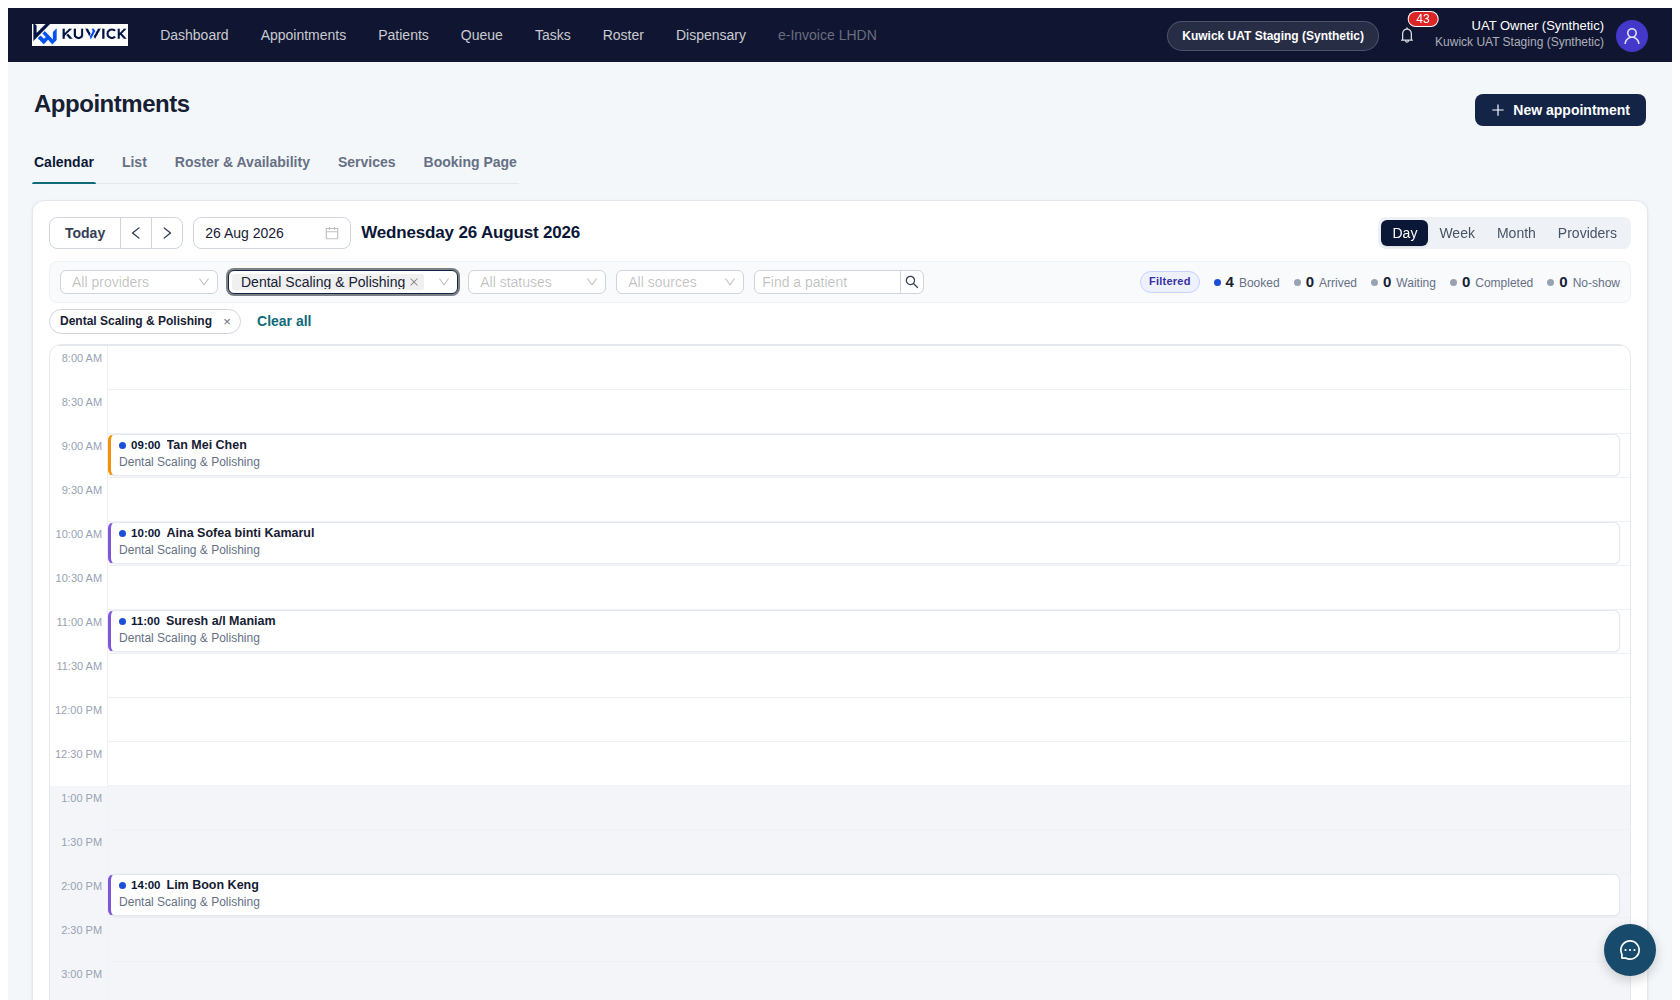 KUVVICK
Dashboard
Appointments
Patients
Queue
Tasks
Roster
Dispensary
e-Invoice LHDN
Kuwick UAT Staging (Synthetic)
43
UAT Owner (Synthetic)
Kuwick UAT Staging (Synthetic)
Appointments
New appointment
Calendar
List
Roster & Availability
Services
Booking Page
Today
26 Aug 2026
Wednesday 26 August 2026
Day
Week
Month
Providers
All providers
Dental Scaling & Polishing
All statuses
All sources
Find a patient
Filtered
4 Booked
0 Arrived
0 Waiting
0 Completed
0 No-show
Dental Scaling & Polishing ×
Clear all
8:00 AM
8:30 AM
9:00 AM
09:00 Tan Mei Chen
Dental Scaling & Polishing
9:30 AM
10:00 AM
10:00 Aina Sofea binti Kamarul
Dental Scaling & Polishing
10:30 AM
11:00 AM
11:00 Suresh a/l Maniam
Dental Scaling & Polishing
11:30 AM
12:00 PM
12:30 PM
1:00 PM
1:30 PM
2:00 PM
14:00 Lim Boon Keng
Dental Scaling & Polishing
2:30 PM
3:00 PM